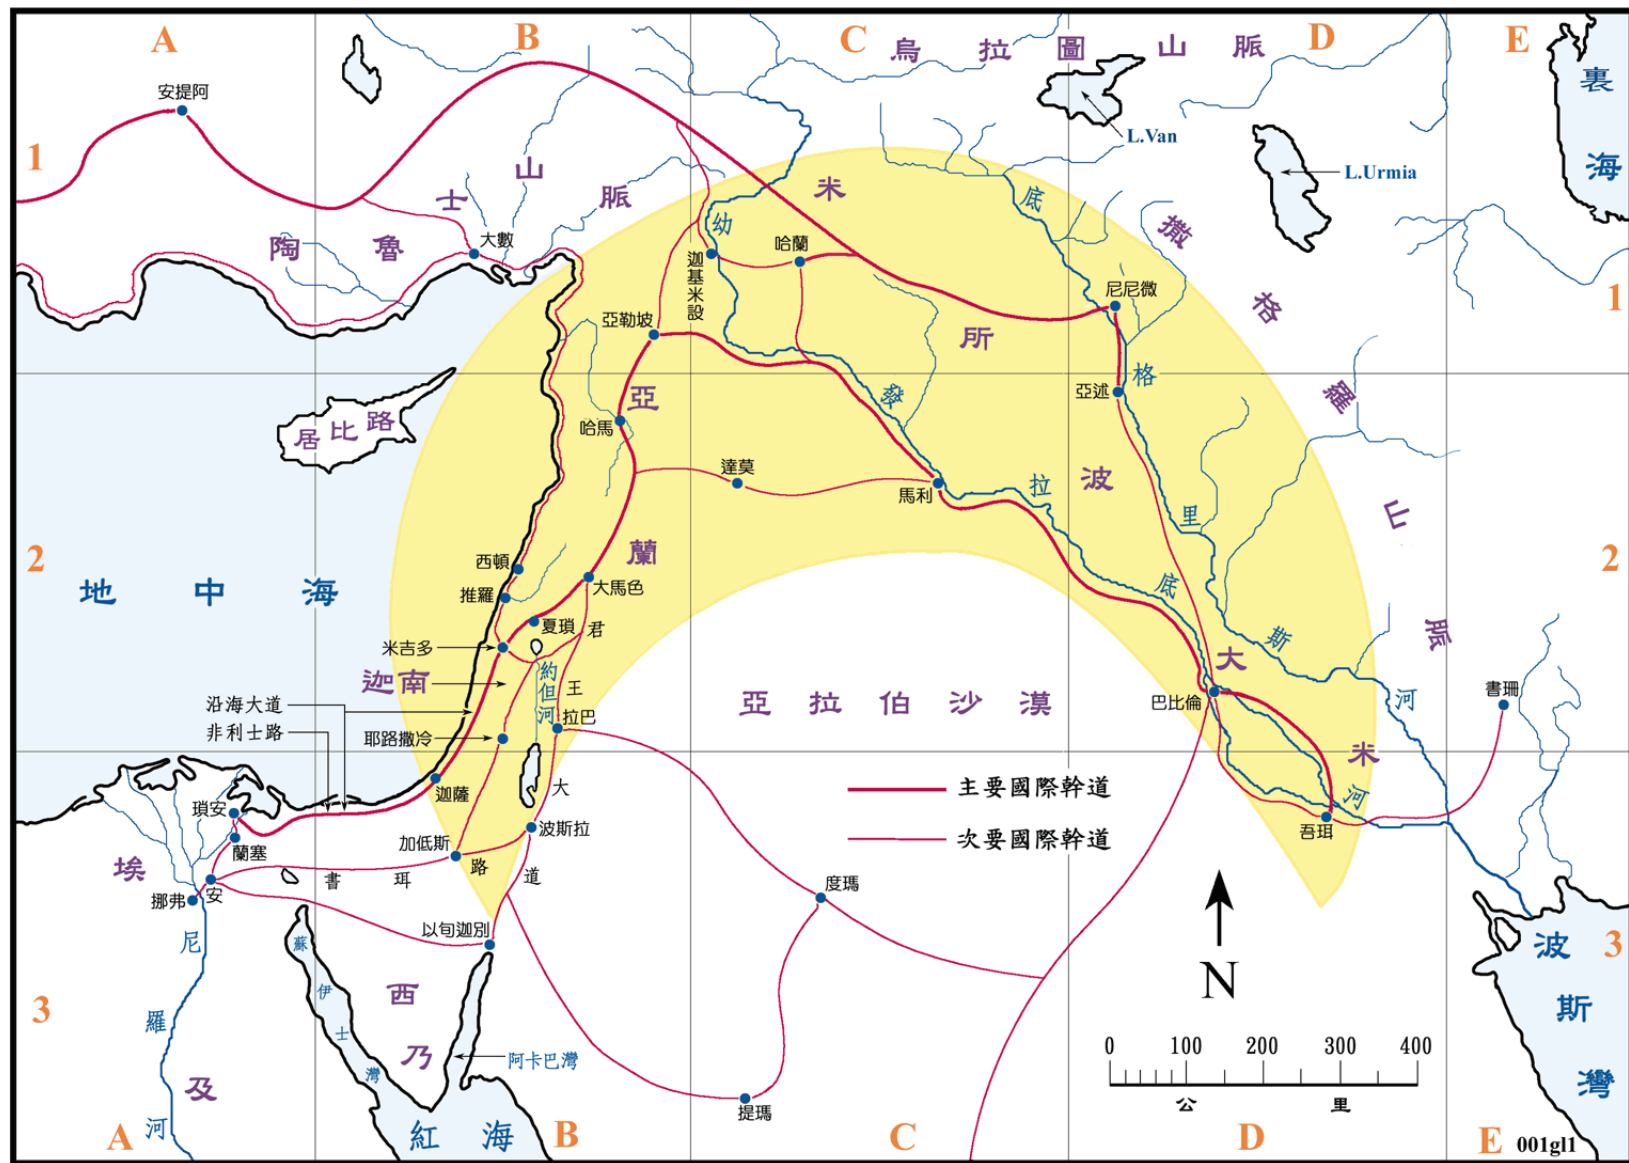 A
B
C
D
E
烏拉圖山脈
裏海
安提阿
1
L.Van
L.Urmia
士山脈
陶魯
大數
米
幼
底
撒
哈蘭
迦基米設
尼尼微
格
1
亞勒坡
所
格
亞述
亞
發
羅
居比路
哈馬
達莫
馬利
拉
波
里
山
2
西頓
蘭
大馬色
底
2
地中海
推羅
夏瑣
君
斯
脈
米吉多
約但河
王
大
迦南
亞拉伯沙漠
巴比倫
河
書珊
沿海大道
拉巴
非利士路
耶路撒冷
米
迦薩
大
主要國際幹道
河
瑣安
加低斯
波斯拉
次要國際幹道
吾珥
蘭塞
路
埃
書珥
道
度瑪
挪弗
安
以旬迦別
尼
蘇
N
波
3
西
伊
斯
3
羅
士
乃
阿卡巴灣
0 100 200 300 400
及
灣
提瑪
公里
灣
河
紅海
A
B
C
D
E
001gl1